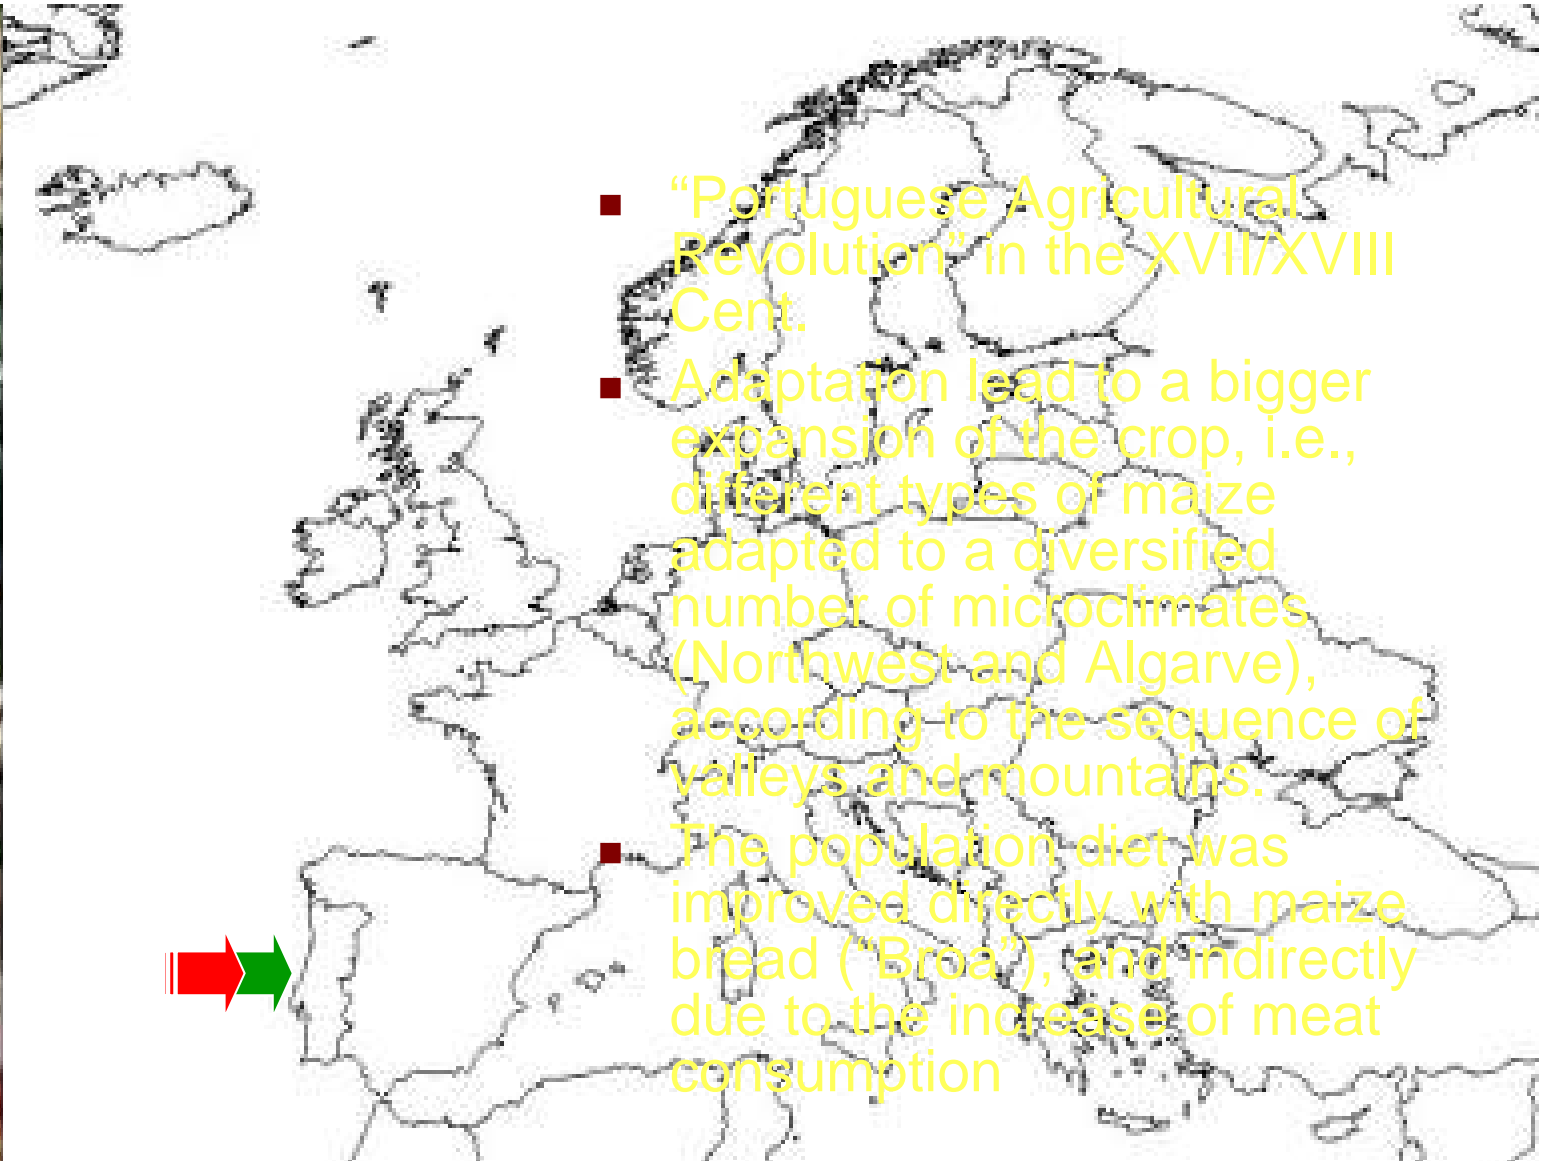 “Portuguese Agricultural
Revolution” in the XVII/XVIII
Cent.
Adaptation lead to a bigger
expansion of the crop, i.e.,
different types of maize
adapted to a diversified
number of microclimates
(Northwest and Algarve),
according to the sequence of
valleys and mountains.
The population diet was
improved directly with maize
bread (“Broa”), and indirectly
due to the increase of meat
consumption